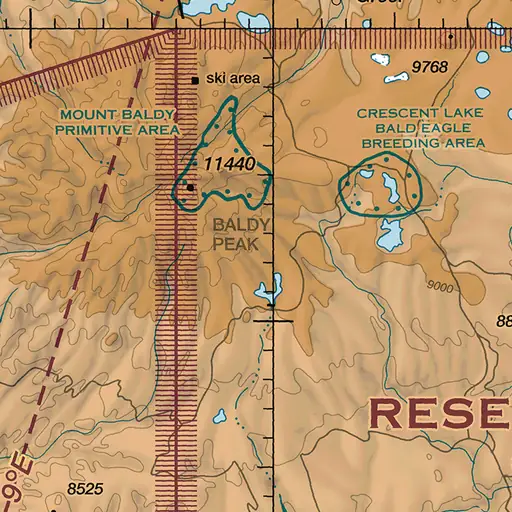 9768
ski area
MOUNT BALDY
PRIMITIVE AREA
CRESCENT LAKE
BALD EAGLE
BREEDING AREA
11440
BALDY
PEAK
9000
RESE
9°E
8525